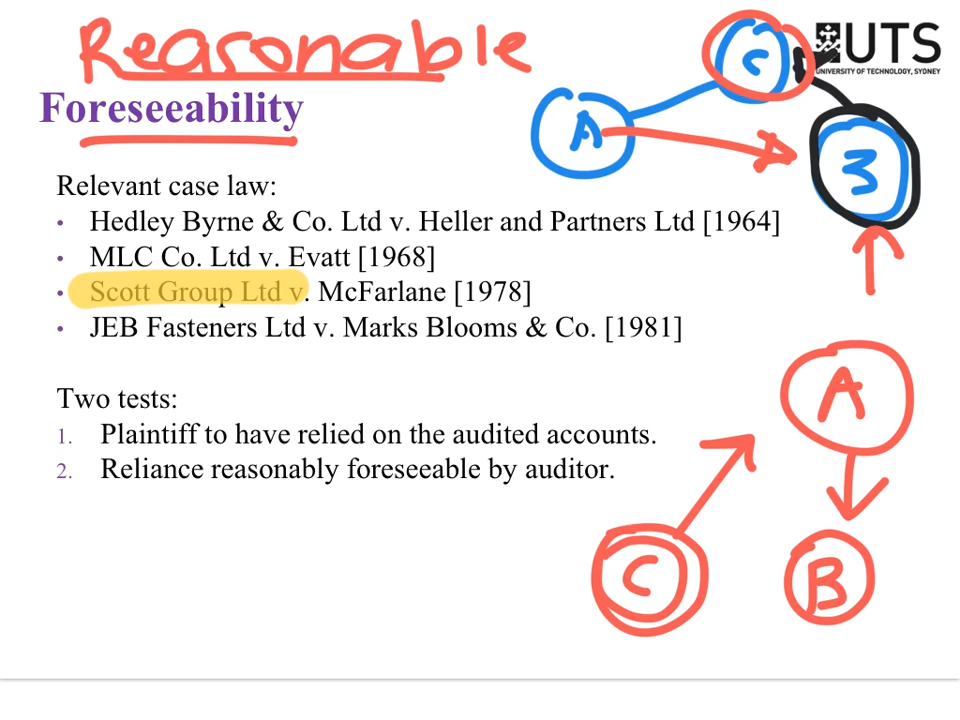 Reasonable
Foreseeability
UTS
UNIVERSITY OF TECHNOLOGY, SYDNEY
C
A
3
Relevant case law:
• Hedley Byrne & Co. Ltd v. Heller and Partners Ltd [1964]
• MLC Co. Ltd v. Evatt [1968]
• Scott Group Ltd v. McFarlane [1978]
• JEB Fasteners Ltd v. Marks Blooms & Co. [1981]
Two tests:
1. Plaintiff to have relied on the audited accounts.
2. Reliance reasonably foreseeable by auditor.
A
C
B